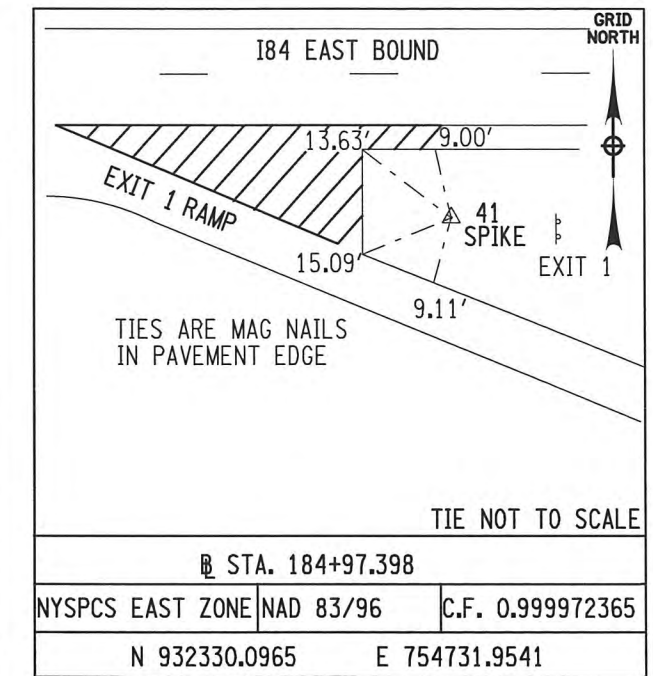 GRID
NORTH
I84 EAST BOUND
13.63'
9.00'
EXIT 1 RAMP
41
SPIKE
EXIT 1
15.09'
9.11'
TIES ARE MAG NAILS
IN PAVEMENT EDGE
TIE NOT TO SCALE
BL STA. 184+97.398
NYSPCS EAST ZONE NAD 83/96 C.F. 0.999972365
N 932330.0965 E 754731.9541